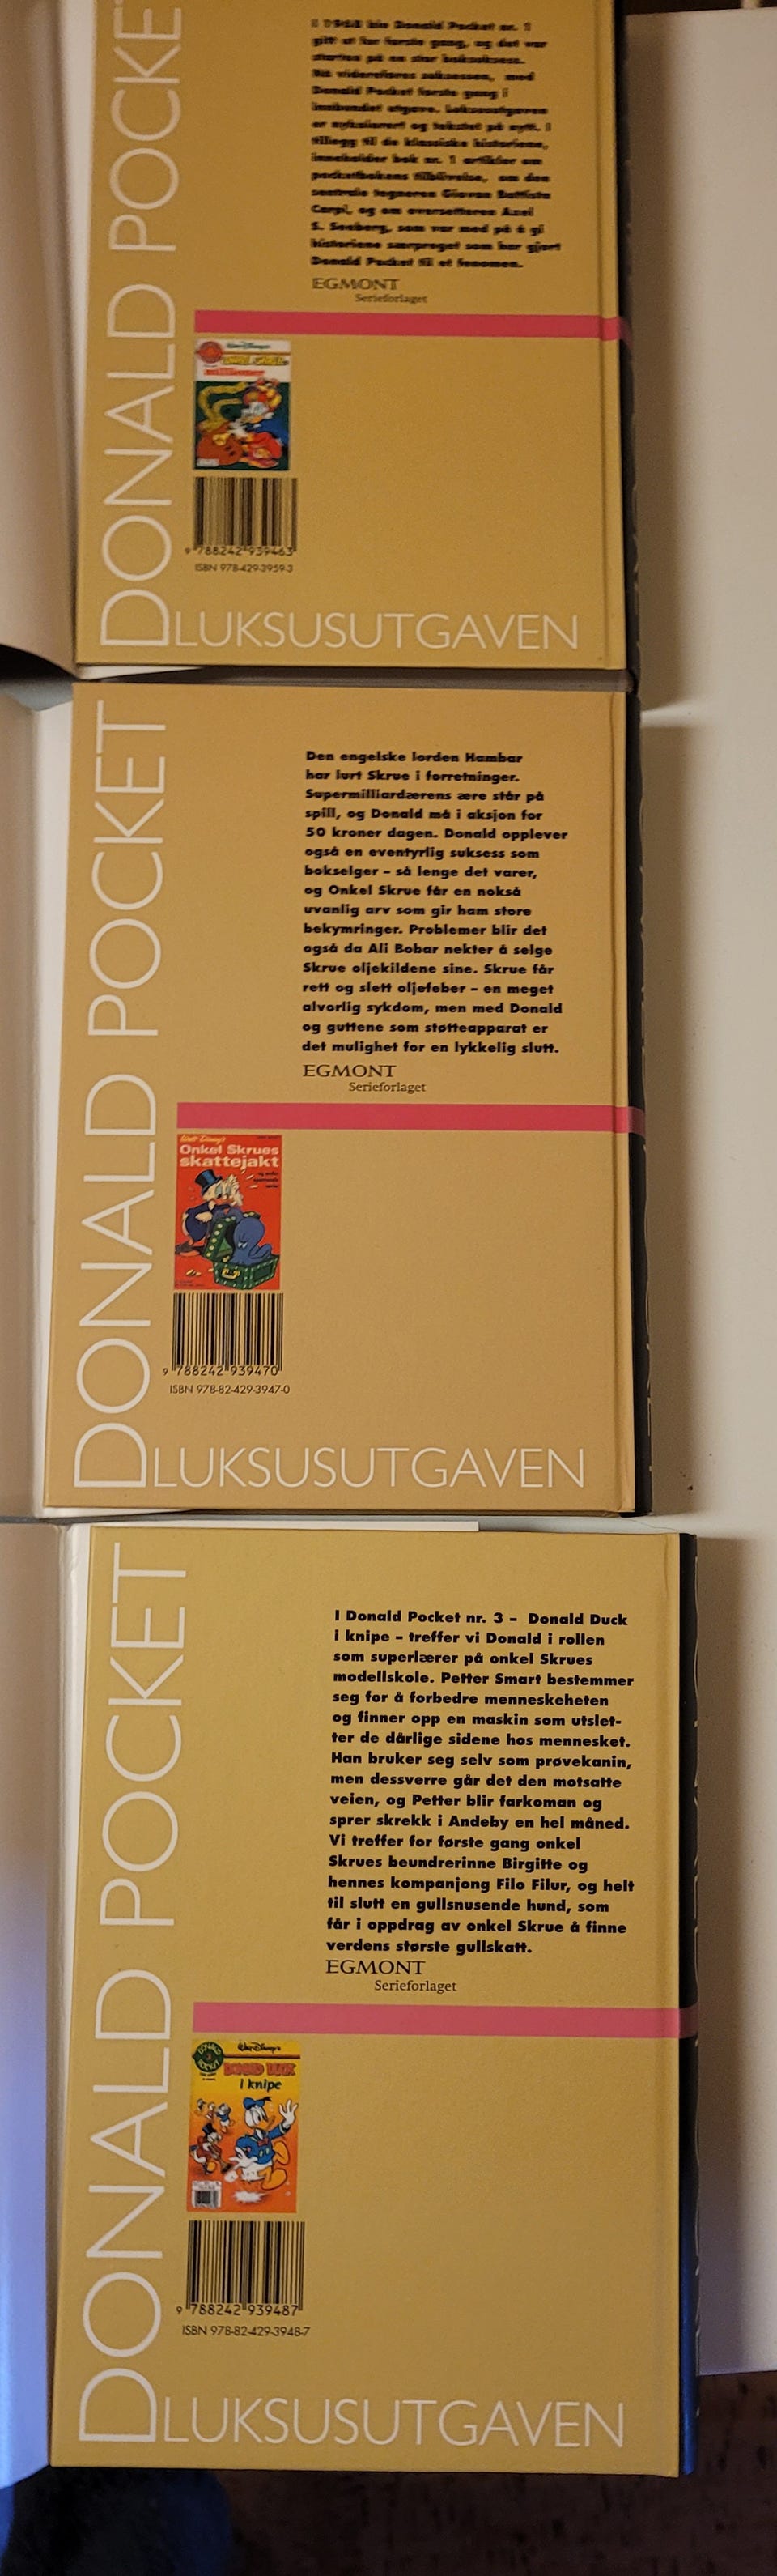 DONALD POCKE
I 1968 ble Donald Pocket nr. 1
gitt ut for første gang, og det var
starten på en stor boksuksess.
Nå videreføres suksessen, med
Donald Pocket første gang i
innbundet utgave. Luksusutgaven
er nykolorert og tekstet på nytt. I
tillegg til de klassiske historiene,
inneholder bok nr. 1 artikler om
pocketbokens tilblivelse, om den
sentrale tegneren Giovan Battista
Carpi, og om oversetteren Axel
S. Seeberg, som var med på å gi
historiene særpreget som har gjort
Donald Pocket til et fenomen.
EGMONT
Serieforlaget
Walt Disney's
millioner
9 788242 939463
ISBN 978-429-3959-3
LUKSUSUTGAVEN
DONALD POCKET
Den engelske lorden Hambar
har lurt Skrue i forretninger.
Supermilliardærens ære står på
spill, og Donald må i aksjon for
50 kroner dagen. Donald opplever
også en eventyrlig suksess som
bokselger – så lenge det varer,
og Onkel Skrue får en nokså
uvanlig arv som gir ham store
bekymringer. Problemer blir det
også da Ali Bobar nekter å selge
Skrue oljekildene sine. Skrue får
rett og slett oljefeber – en meget
alvorlig sykdom, men med Donald
og guttene som støtteapparat er
det mulighet for en lykkelig slutt.
EGMONT
Serieforlaget
Walt Disney's
Onkel Skrues
skattejakt
9 788242 939470
ISBN 978-82-429-3947-0
LUKSUSUTGAVEN
DONALD POCKET
I Donald Pocket nr. 3 – Donald Duck
i knipe – treffer vi Donald i rollen
som superlærer på onkel Skrues
modellskole. Petter Smart bestemmer
seg for å forbedre menneskeheten
og finner opp en maskin som utslet-
ter de dårlige sidene hos mennesket.
Han bruker seg selv som prøvekanin,
men dessverre går det den motsatte
veien, og Petter blir farkoman og
sprer skrekk i Andeby en hel måned.
Vi treffer for første gang onkel
Skrues beundrerinne Birgitte og
hennes kompanjong Filo Filur, og helt
til slutt en gullsnusende hund, som
får i oppdrag av onkel Skrue å finne
verdens største gullskatt.
EGMONT
Serieforlaget
Walt Disney's
DONALD DUCK
i knipe
9 788242 939487
ISBN 978-82-429-3948-7
LUKSUSUTGAVEN